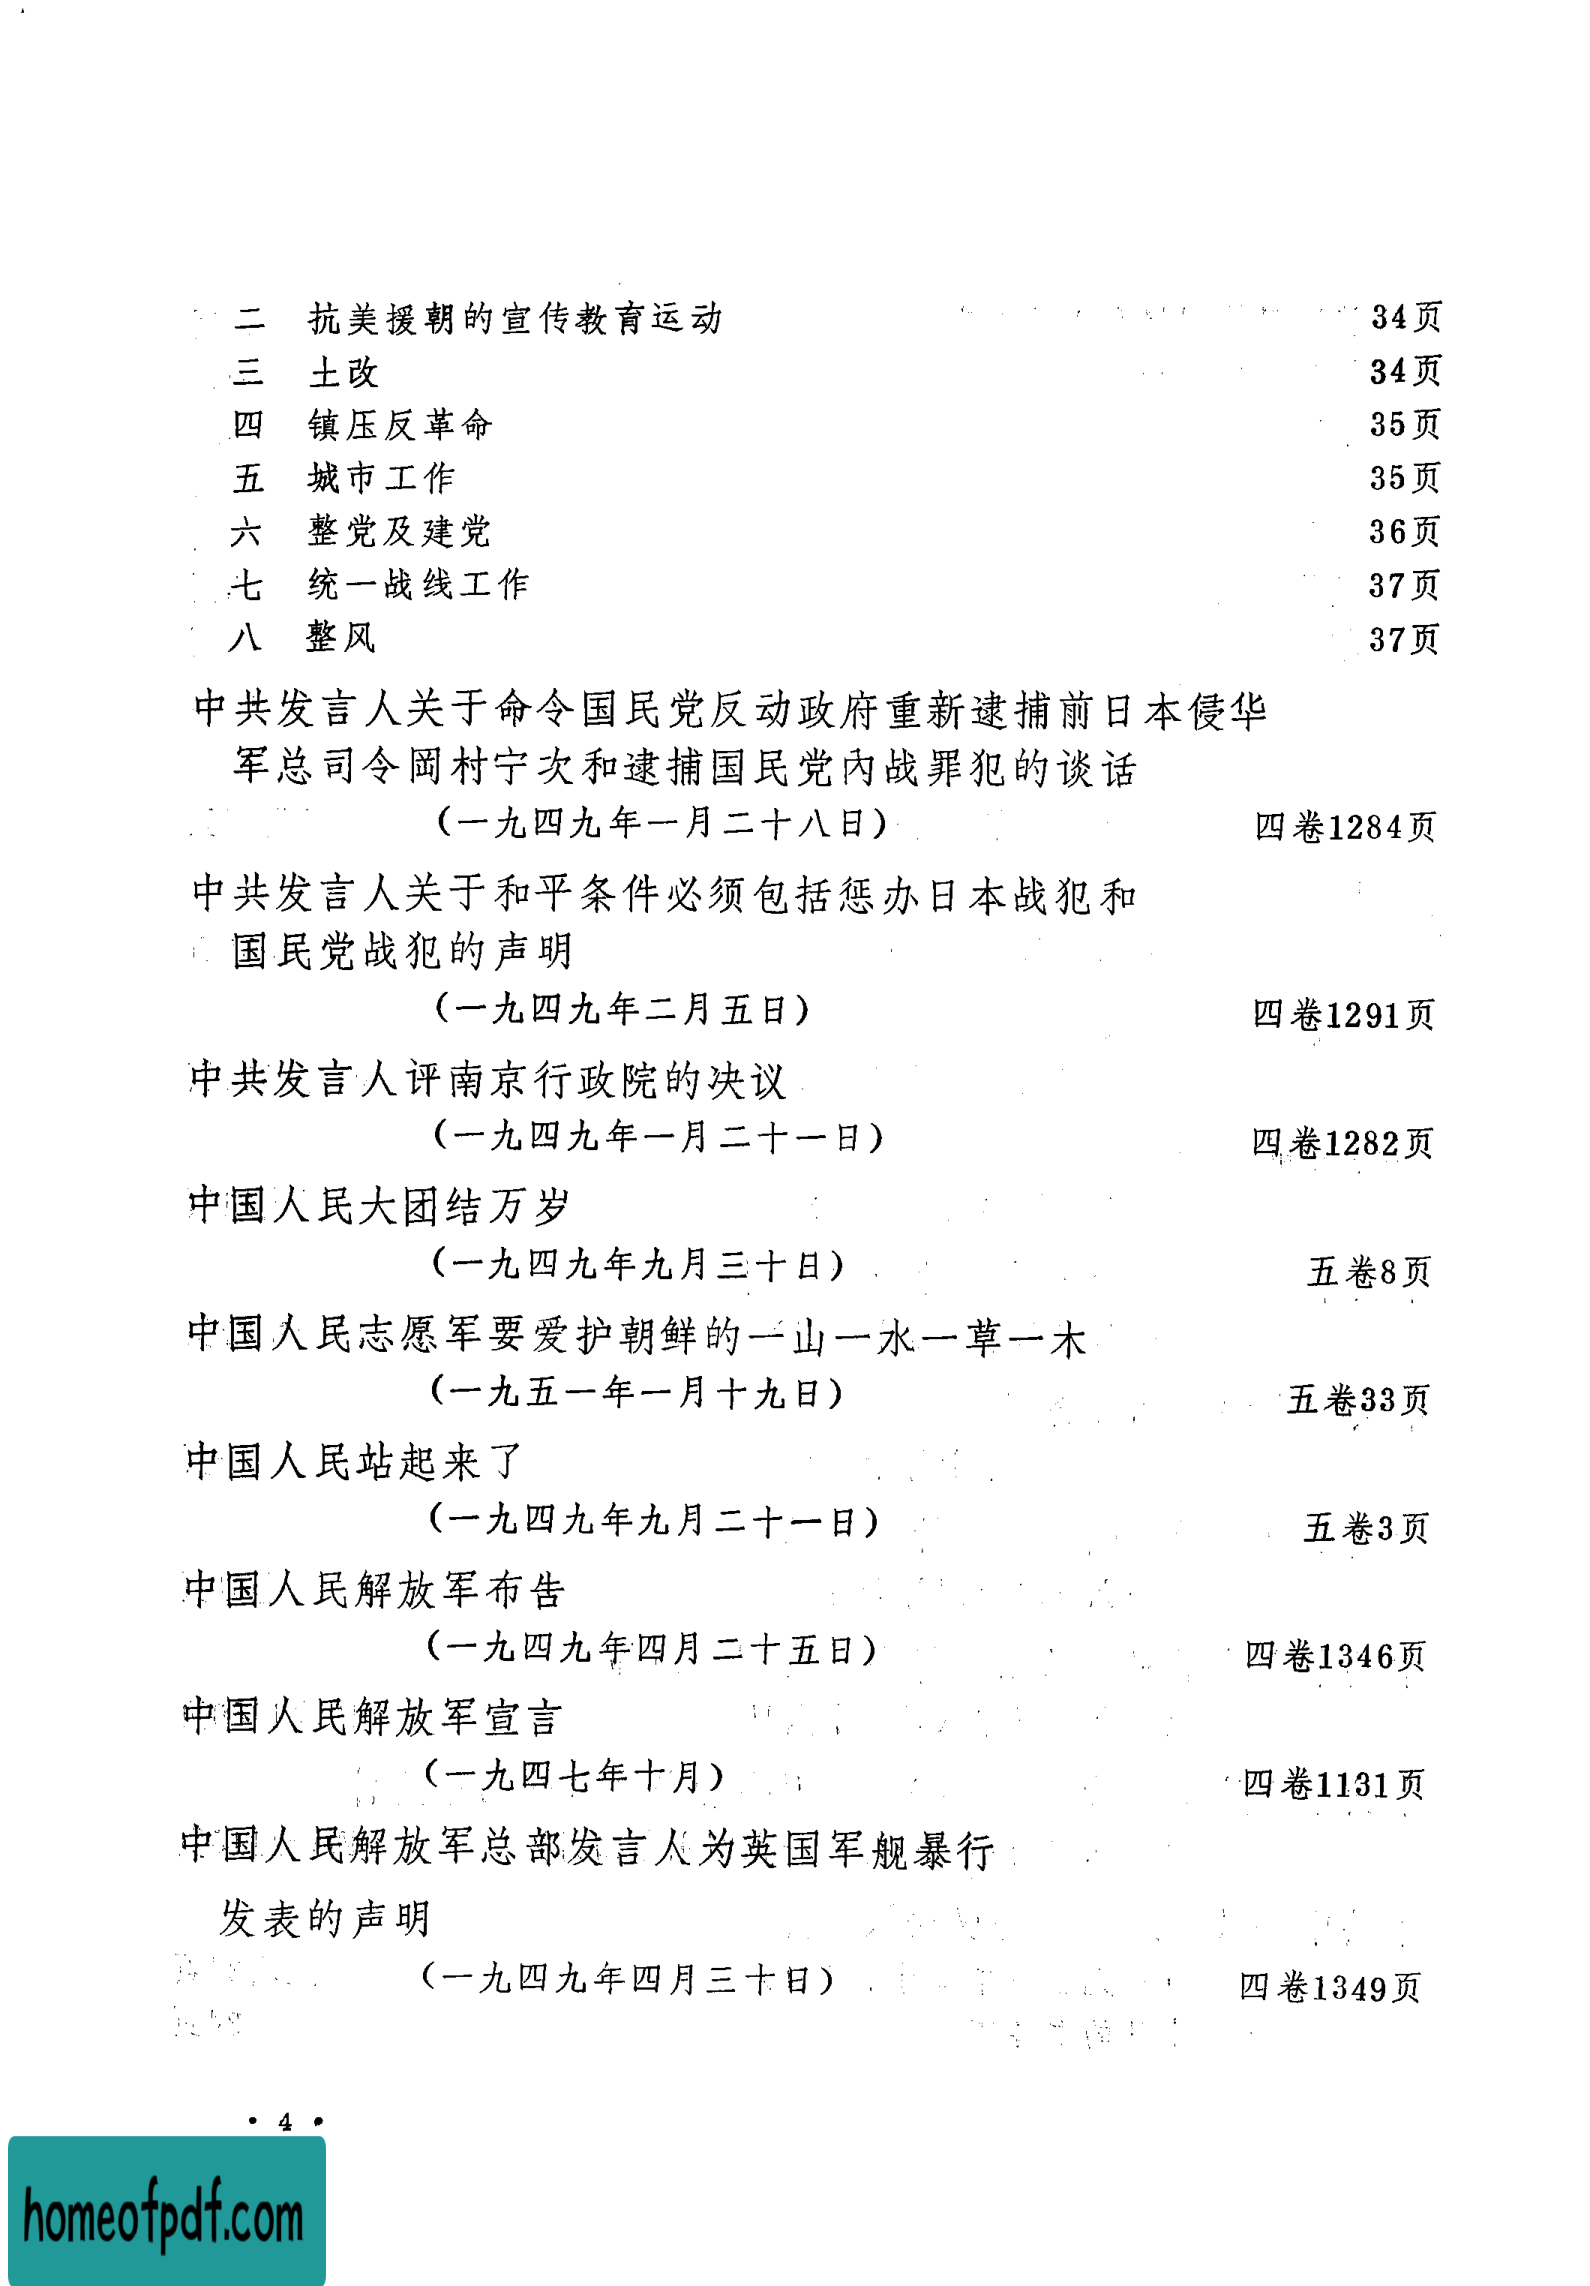 二 抗美援朝的宣传教育运动 34页
三 土改 34页
四 镇压反革命 35页
五 城市工作 35页
六 整党及建党 36页
七 统一战线工作 37页
八 整风 37页
中共发言人关于命令国民党反动政府重新逮捕前日本侵华
军总司令岡村宁次和逮捕国民党内战罪犯的谈话
（一九四九年一月二十八日） 四卷1284页
中共发言人关于和平条件必须包括惩办日本战犯和
国民党战犯的声明
（一九四九年二月五日） 四卷1291页
中共发言人评南京行政院的决议
（一九四九年一月二十一日） 四卷1282页
中国人民大团结万岁
（一九四九年九月三十日） 五卷8页
中国人民志愿军要爱护朝鲜的一山一水一草一木
（一九五一年一月十九日） 五卷33页
中国人民站起来了
（一九四九年九月二十一日） 五卷3页
中国人民解放军布告
（一九四九年四月二十五日） 四卷1346页
中国人民解放军宣言
（一九四七年十月） 四卷1131页
中国人民解放军总部发言人为英国军舰暴行
发表的声明
（一九四九年四月三十日） 四卷1349页
• 4 •
homeofpdf.com